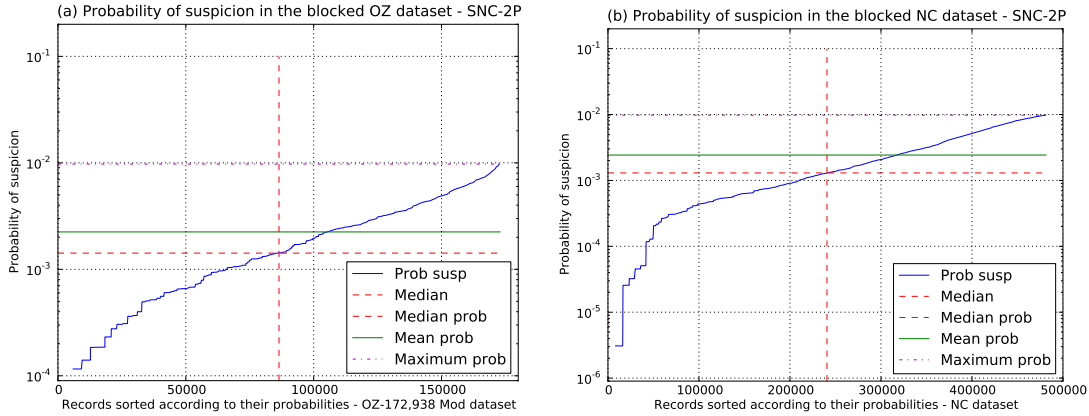 (a) Probability of suspicion in the blocked OZ dataset - SNC-2P
10^-1
10^-2
10^-3
10^-4
Probability of suspicion
0
50000
100000
150000
Records sorted according to their probabilities - OZ-172,938 Mod dataset
Prob susp
Median
Median prob
Mean prob
Maximum prob
(b) Probability of suspicion in the blocked NC dataset - SNC-2P
10^-1
10^-2
10^-3
10^-4
10^-5
10^-6
Probability of suspicion
0
100000
200000
300000
400000
500000
Records sorted according to their probabilities - NC dataset
Prob susp
Median
Median prob
Mean prob
Maximum prob